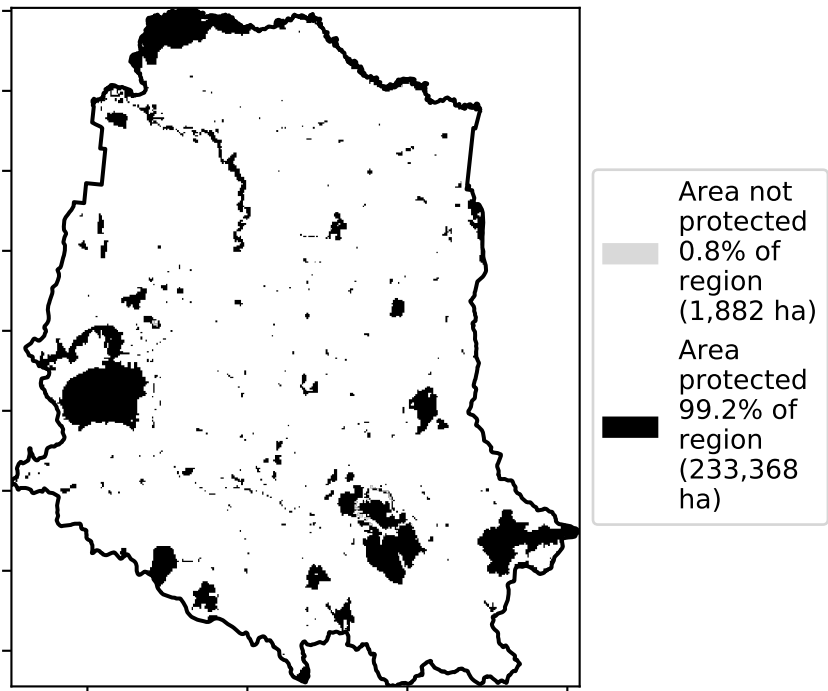 Area not
protected
0.8% of
region
(1,882 ha)
Area
protected
99.2% of
region
(233,368
ha)